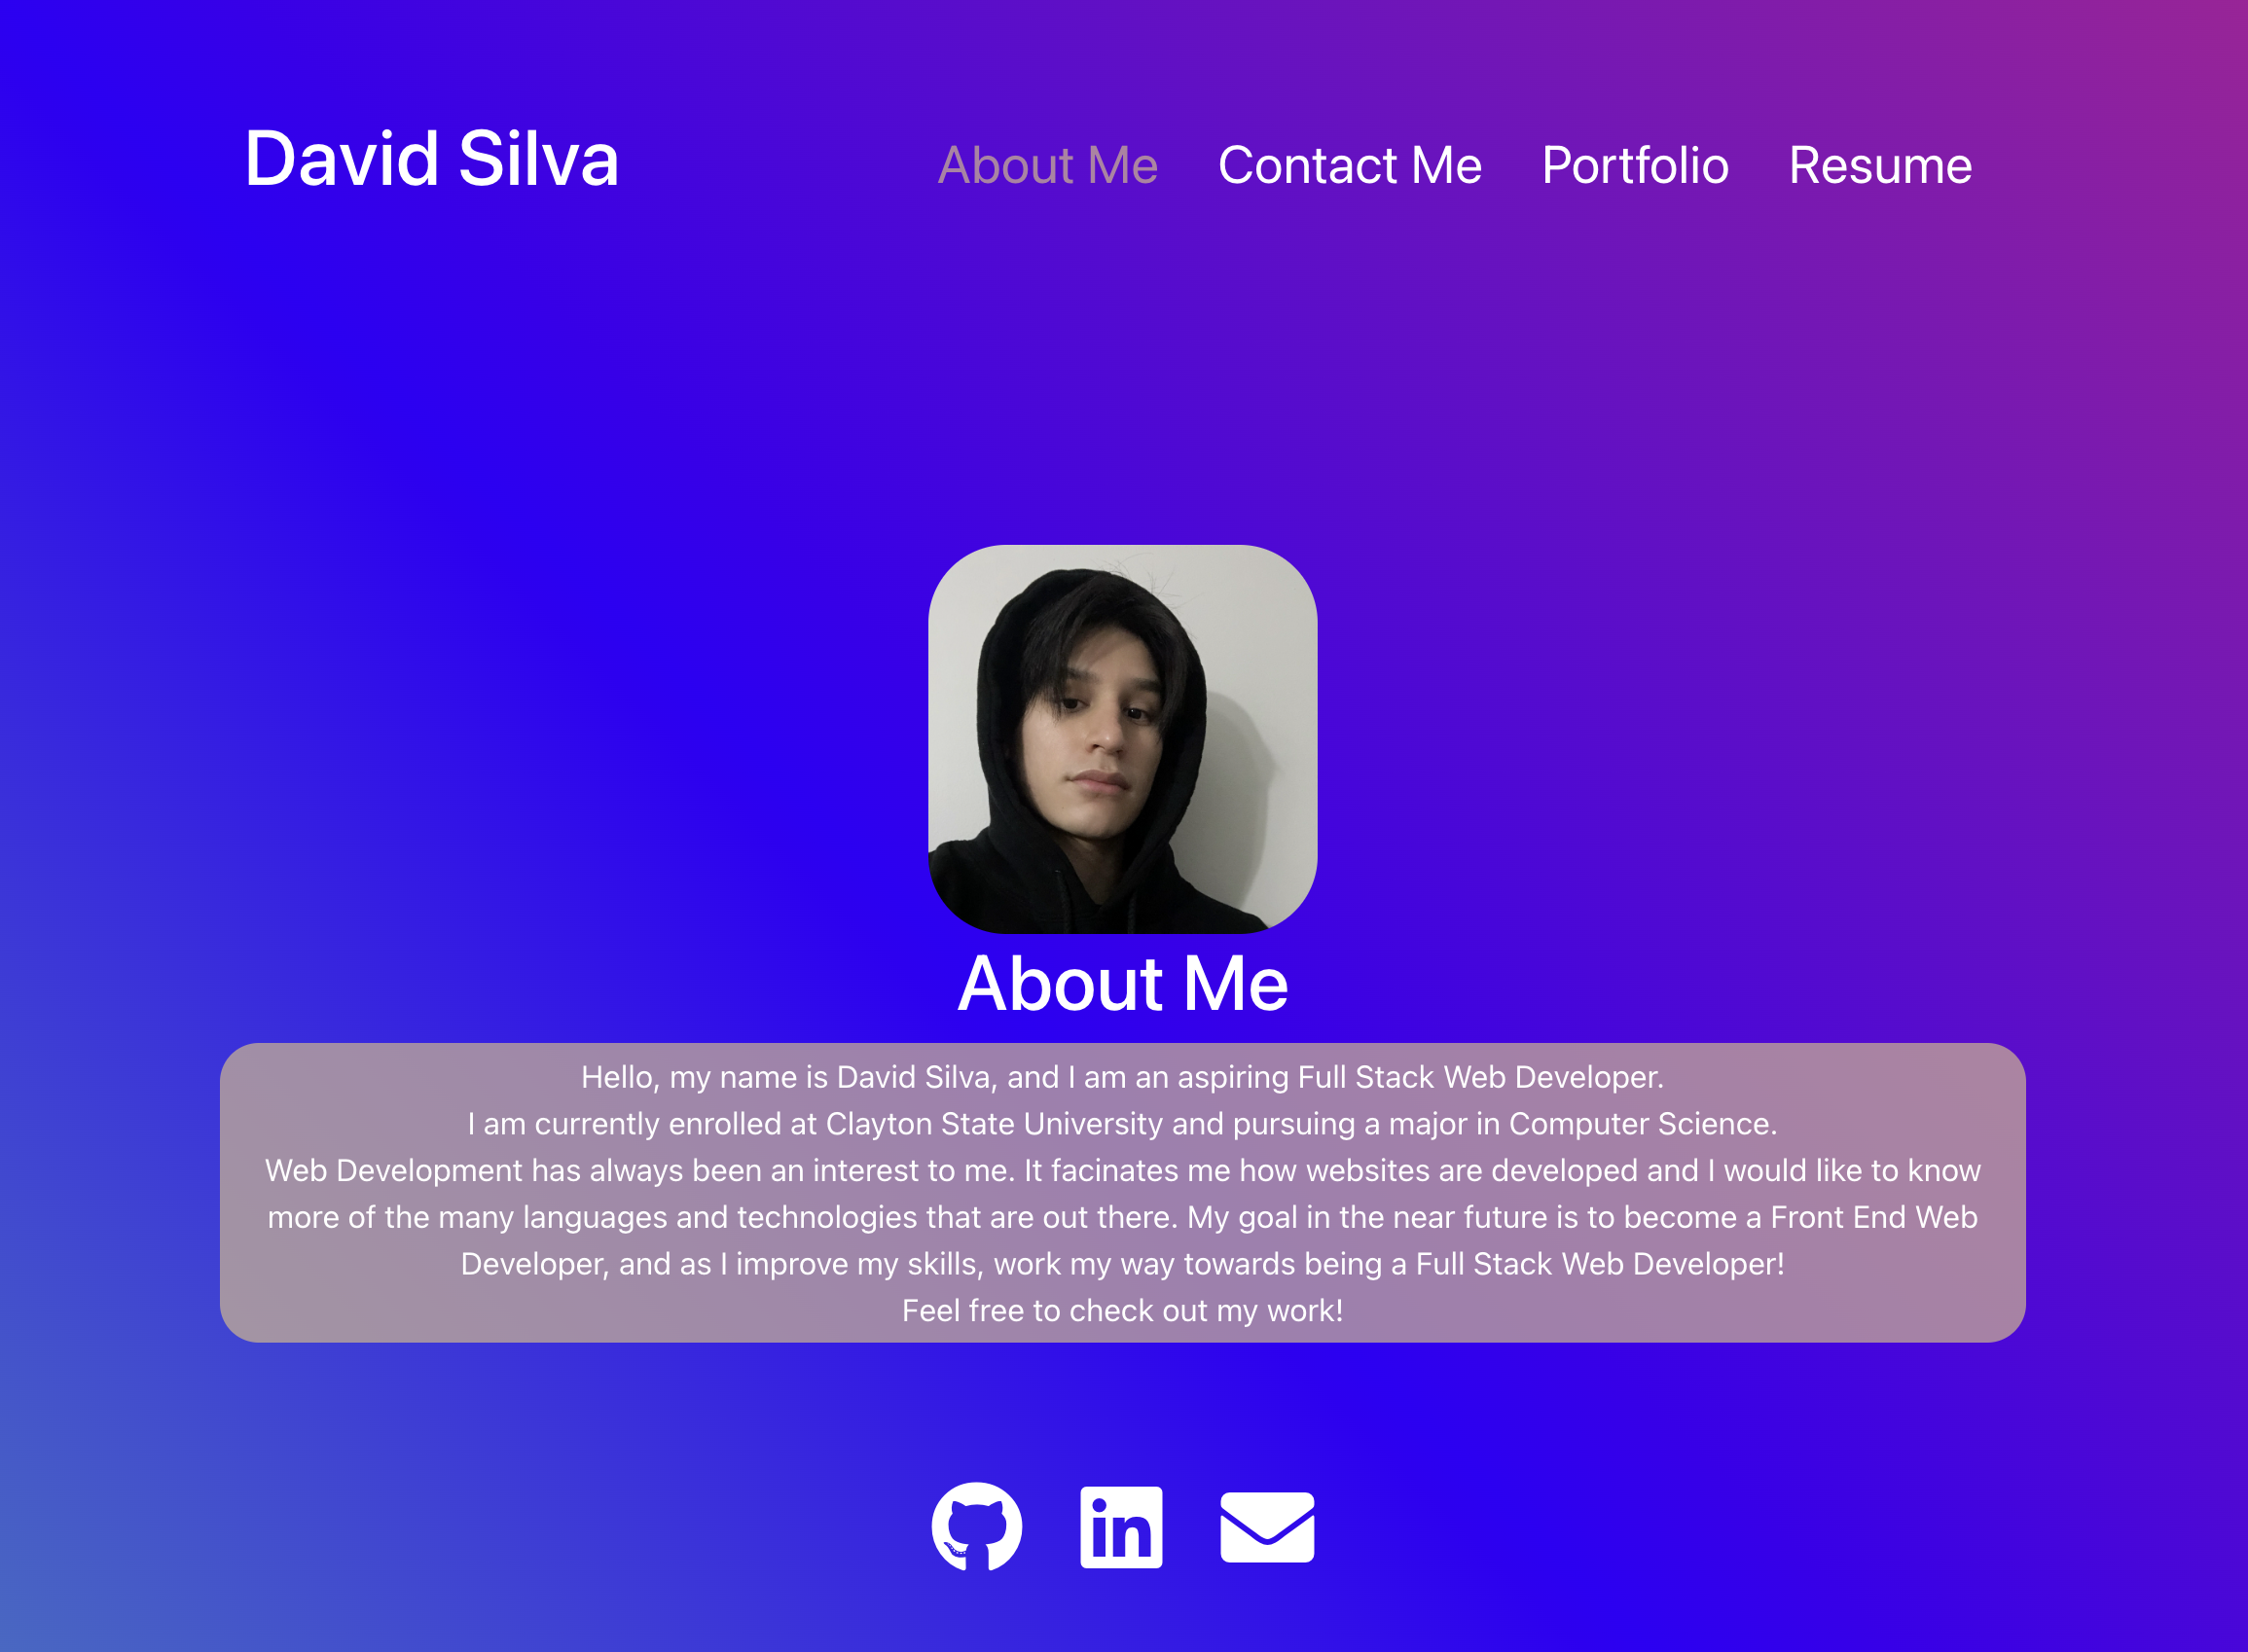 David Silva
About Me Contact Me Portfolio Resume
About Me
Hello, my name is David Silva, and I am an aspiring Full Stack Web Developer.
I am currently enrolled at Clayton State University and pursuing a major in Computer Science.
Web Development has always been an interest to me. It facinates me how websites are developed and I would like to know
more of the many languages and technologies that are out there. My goal in the near future is to become a Front End Web
Developer, and as I improve my skills, work my way towards being a Full Stack Web Developer!
Feel free to check out my work!
in